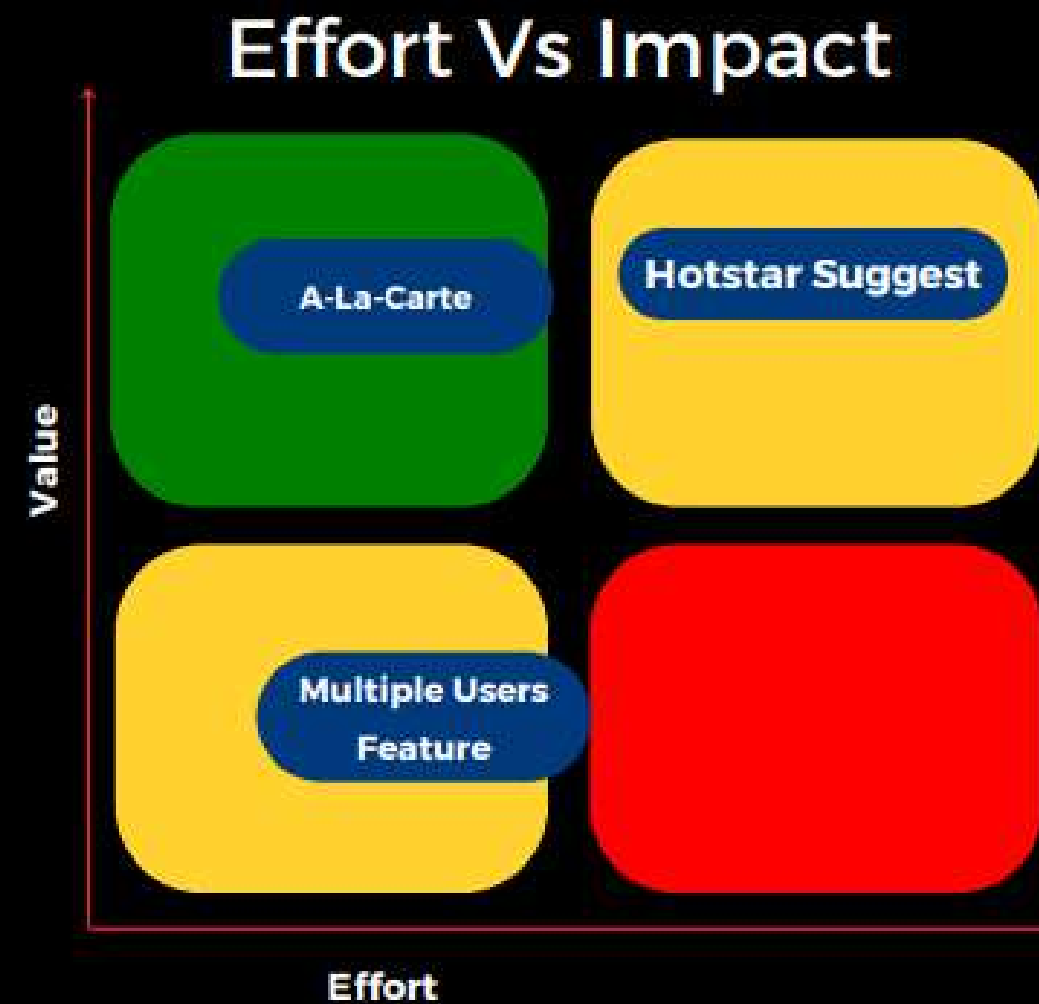 Effort Vs Impact
A-La-Carte
Hotstar Suggest
Value
Multiple Users
Feature
Effort